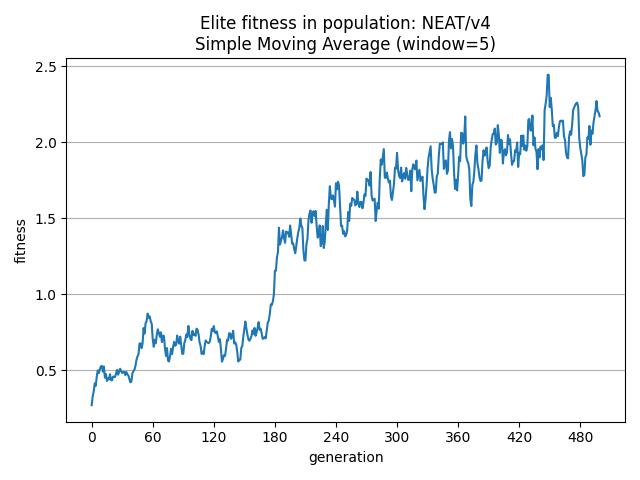 Elite fitness in population: NEAT/v4
Simple Moving Average (window=5)
2.5
2.0
1.5
1.0
0.5
fitness
0 60 120 180 240 300 360 420 480
generation